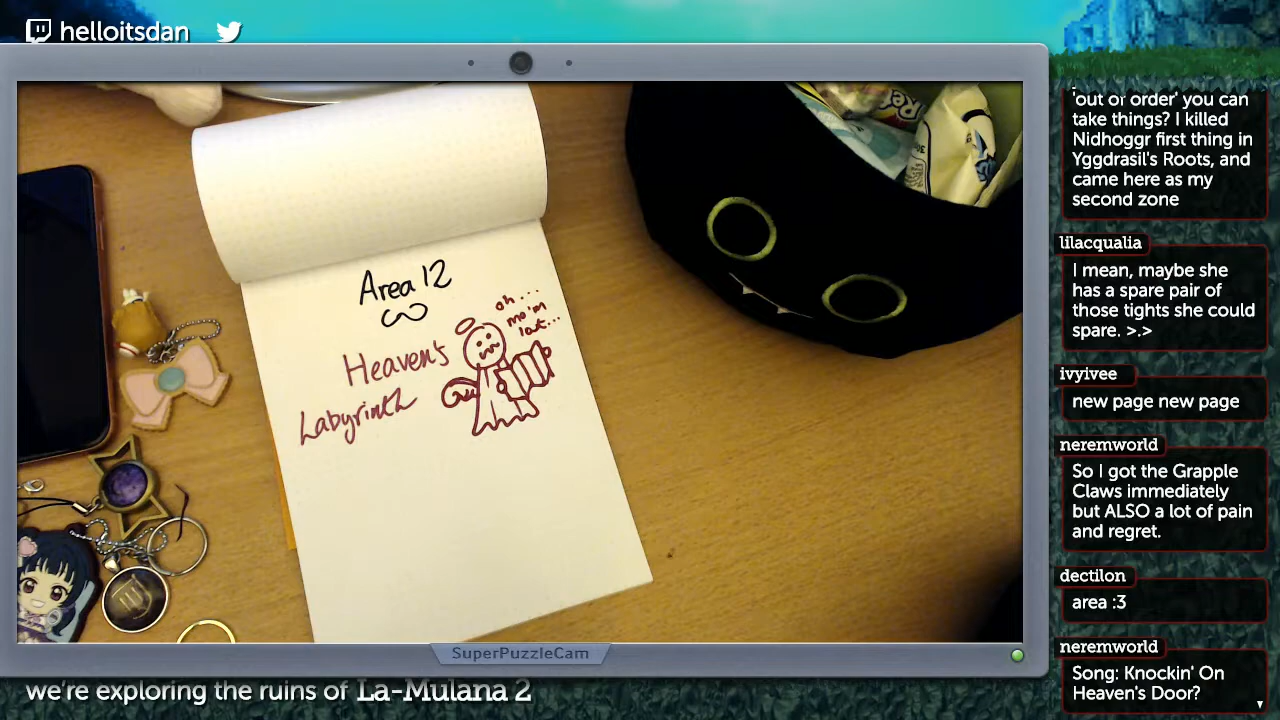 helloitsdan
Area 12
Heaven's
Labyrinth
oh...
me'm
lost...
SuperPuzzleCam
we're exploring the ruins of La-Mulana 2
'out of order' you can
take things? I killed
Nidhoggr first thing in
Yggdrasil's Roots, and
came here as my
second zone
lilacqualia
I mean, maybe she
has a spare pair of
those tights she could
spare. >.>
ivyivee
new page new page
neremworld
So I got the Grapple
Claws immediately
but ALSO a lot of pain
and regret.
dectilon
area :3
neremworld
Song: Knockin' On
Heaven's Door?